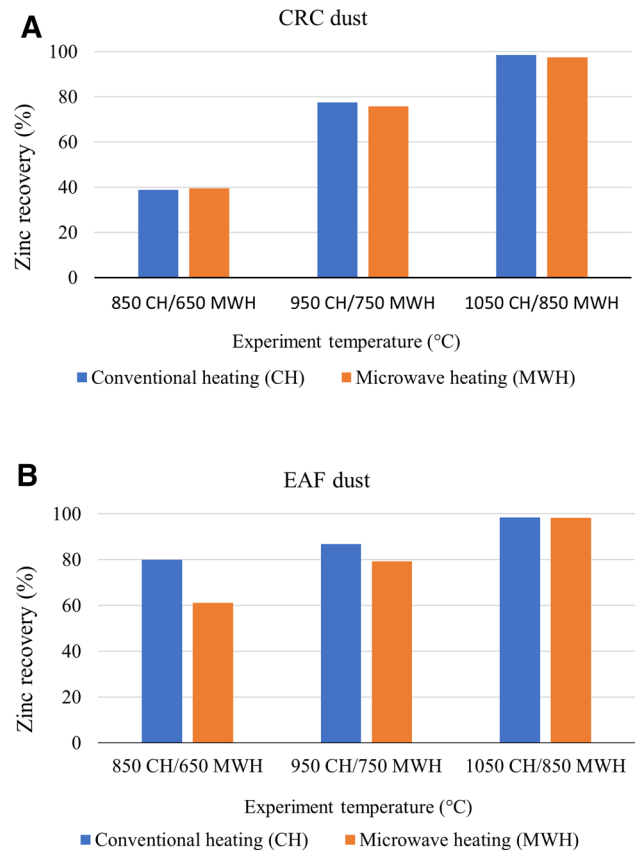 A
CRC dust
Zinc recovery (%)
100
80
60
40
20
0
850 CH/650 MWH 950 CH/750 MWH 1050 CH/850 MWH
Experiment temperature (°C)
Conventional heating (CH) Microwave heating (MWH)
B
EAF dust
Zinc recovery (%)
100
80
60
40
20
0
850 CH/650 MWH 950 CH/750 MWH 1050 CH/850 MWH
Experiment temperature (°C)
Conventional heating (CH) Microwave heating (MWH)